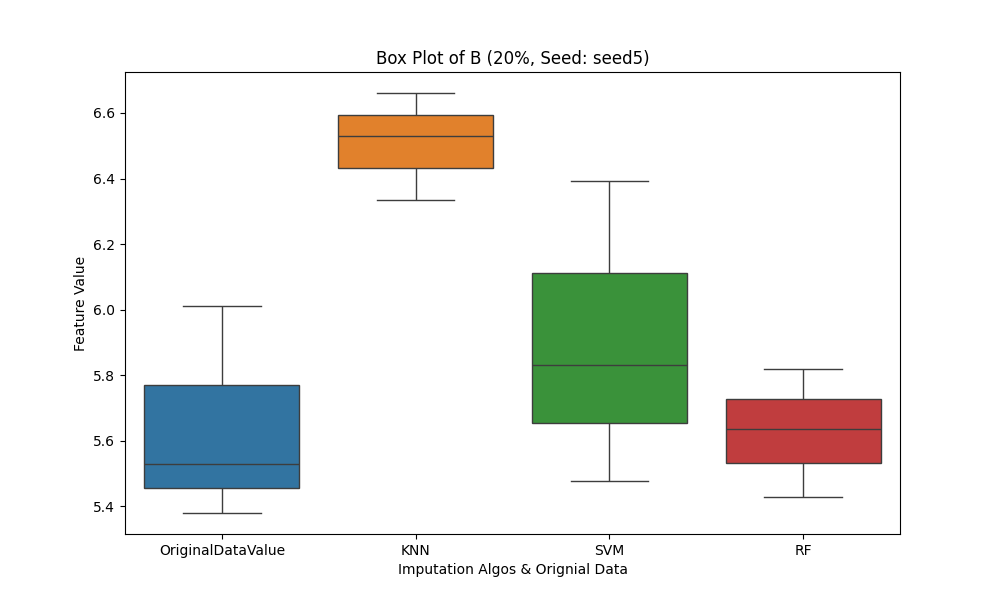 Box Plot of B (20%, Seed: seed5)
6.6
6.4
6.2
6.0
5.8
5.6
5.4
Feature Value
OriginalDataValue
KNN
SVM
RF
Imputation Algos & Orignial Data